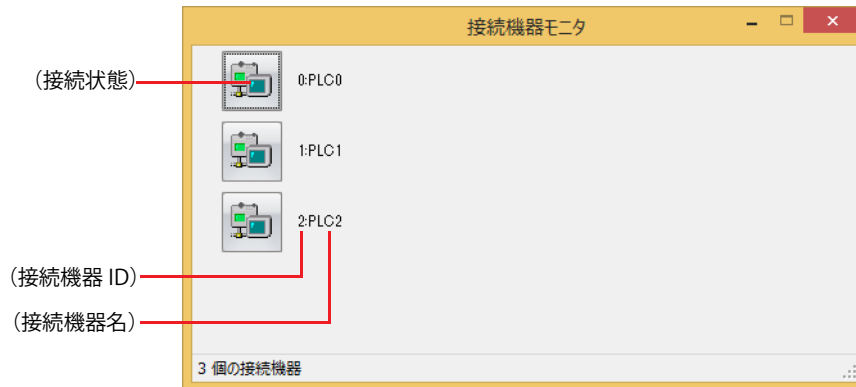 接続機器モニタ
（接続状態）
0:PLC0
1:PLC1
2:PLC2
（接続機器 ID）
（接続機器名）
3 個の接続機器